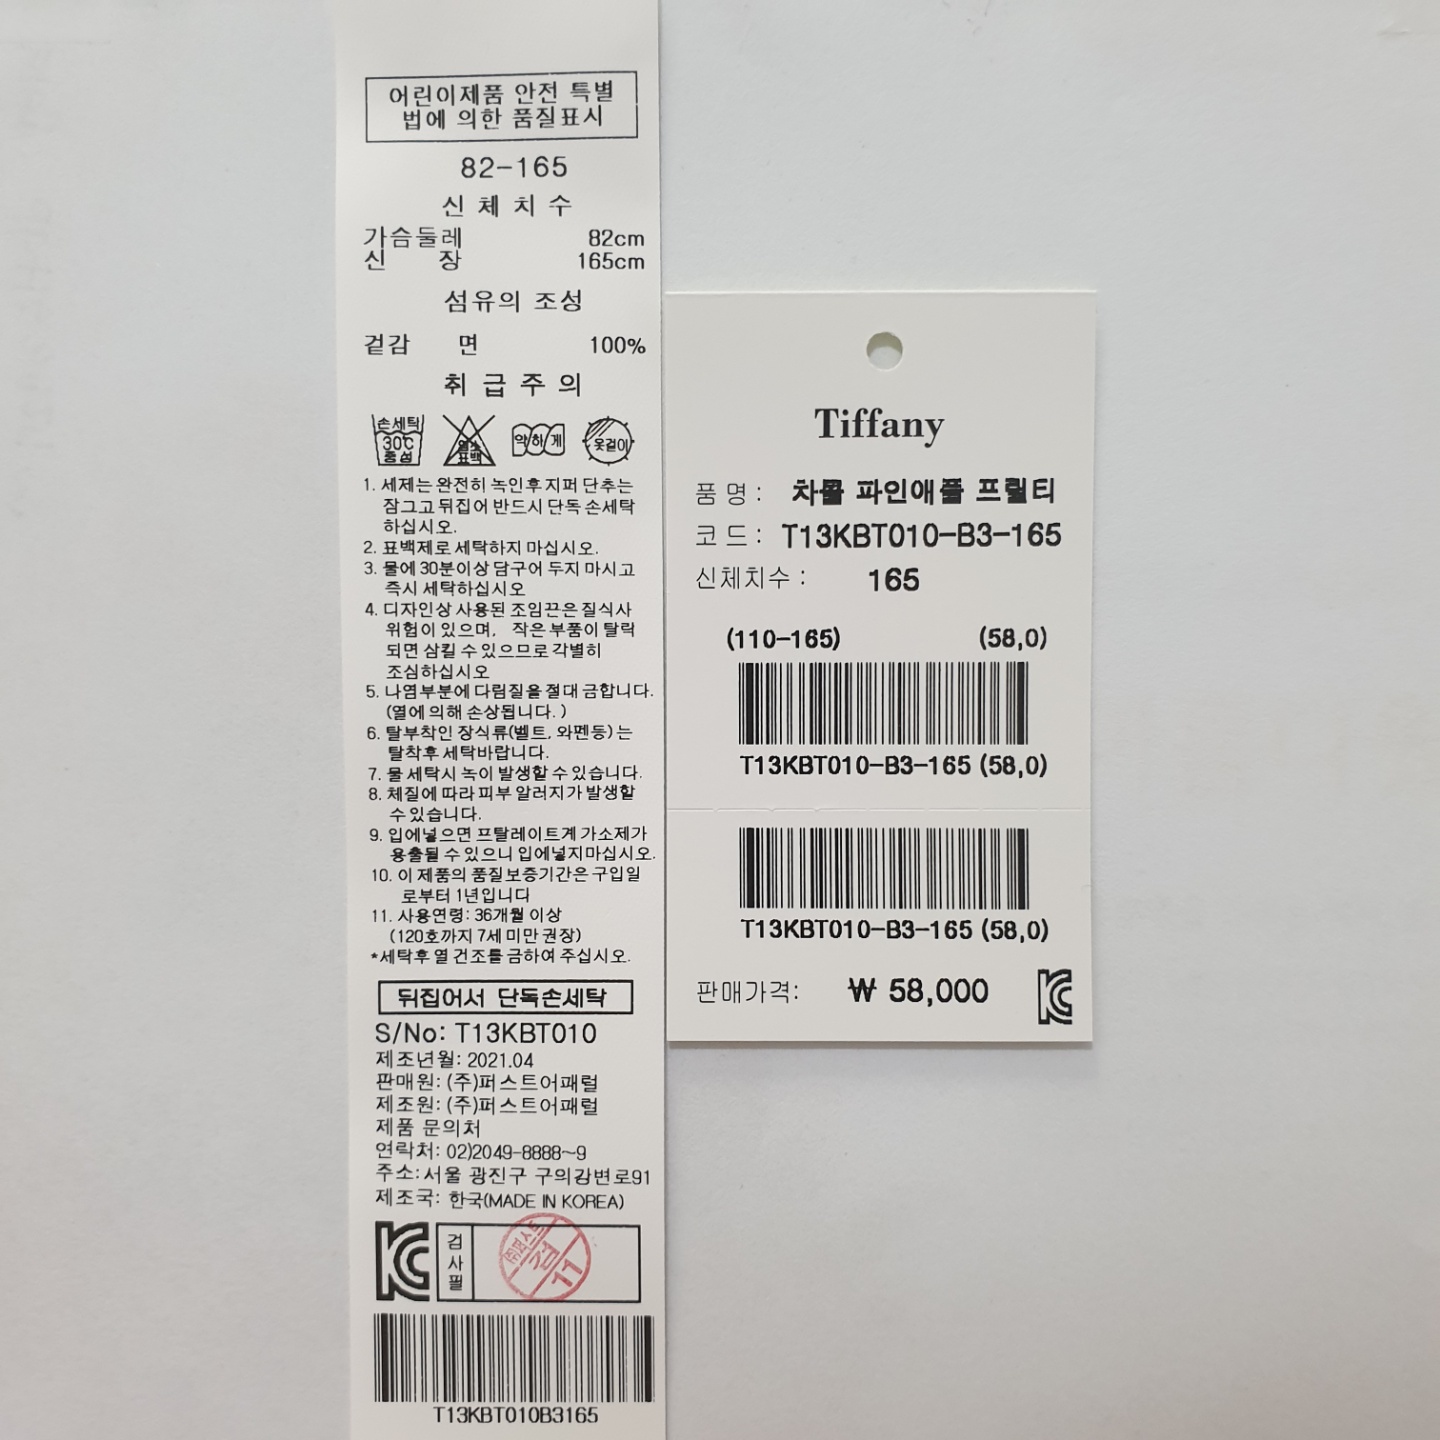 어린이제품 안전 특별
법에 의한 품질표시
82-165
신 체 치 수
가슴둘레 82cm
신 장 165cm
섬유의 조성
겉감 면 100%
취 급 주 의
손세탁
30℃
중성
염소
표백
약하게
옷걸이
1. 세제는 완전히 녹인후 지퍼 단추는
잠그고 뒤집어 반드시 단독 손세탁
하십시오.
2. 표백제로 세탁하지 마십시오.
3. 물에 30분이상 담구어 두지 마시고
즉시 세탁하십시오
4. 디자인상 사용된 조임끈은 질식사
위험이 있으며, 작은 부품이 탈락
되면 삼킬 수 있으므로 각별히
조심하십시오
5. 나염부분에 다림질을 절대 금합니다.
(열에 의해 손상됩니다.)
6. 탈부착인 장식류(벨트, 와펜등)는
탈착후 세탁바랍니다.
7. 물 세탁시 녹이 발생할 수 있습니다.
8. 체질에 따라 피부 알러지가 발생할
수 있습니다.
9. 입에넣으면 프탈레이트계 가소제가
용출될 수 있으니 입에넣지마십시오.
10. 이 제품의 품질보증기간은 구입일
로부터 1년입니다
11. 사용연령: 36개월 이상
(120호까지 7세 미만 권장)
*세탁후 열 건조를 금하여 주십시오.
뒤집어서 단독손세탁
S/No: T13KBT010
제조년월: 2021.04
판매원: (주)퍼스트어패럴
제조원: (주)퍼스트어패럴
제품 문의처
연락처: 02)2049-8888~9
주소: 서울 광진구 구의강변로91
제조국: 한국(MADE IN KOREA)
KC
검사필
(주)퍼스트
검
11
T13KBT010B3165
Tiffany
품 명 : 차콜 파인애플 프릴티
코 드 : T13KBT010-B3-165
신체치수 : 165
(110-165) (58,0)
T13KBT010-B3-165 (58,0)
T13KBT010-B3-165 (58,0)
판매가격: ₩ 58,000
KC